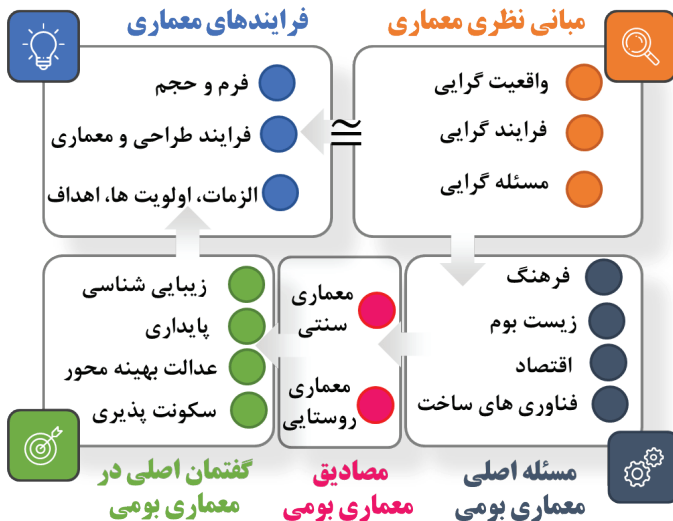 مبانی نظری معماری
واقعیت گرایی
فرایند گرایی
مسئله گرایی
≅
فرایندهای معماری
فرم و حجم
فرایند طراحی و معماری
الزمات، اولویت ها، اهداف
فرهنگ
زیست بوم
اقتصاد
فناوری های ساخت
مسئله اصلی
معماری بومی
معماری
سنتی
معماری
روستایی
مصادیق
معماری بومی
زیبایی شناسی
پایداری
عدالت بهینه محور
سکونت پذیری
گفتمان اصلی در
معماری بومی